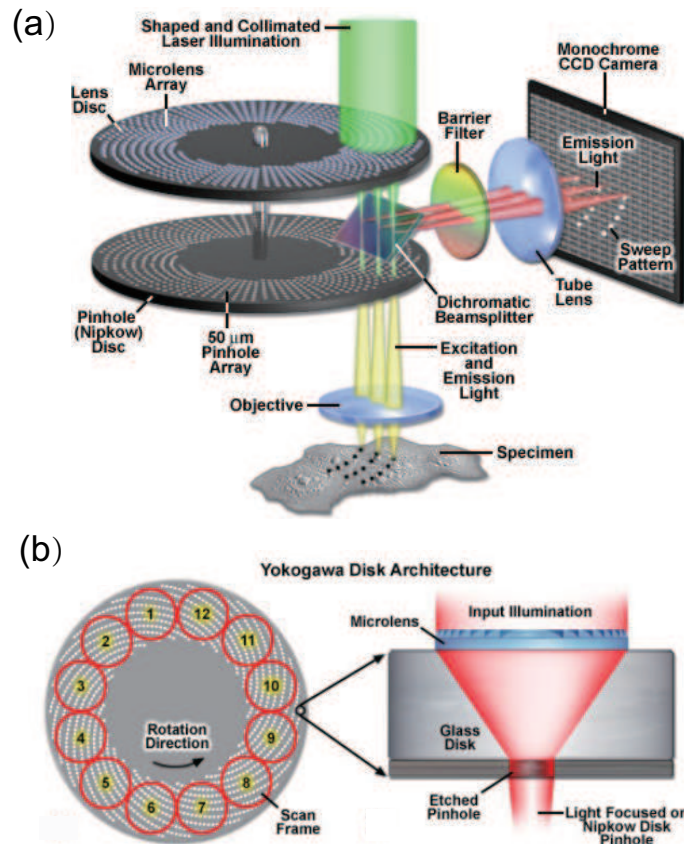 (a)
Shaped and Collimated
Laser Illumination
Microlens
Array
Lens
Disc
Monochrome
CCD Camera
Barrier
Filter
Emission
Light
Sweep
Pattern
Tube
Lens
Dichromatic
Beamsplitter
Pinhole
(Nipkow)
Disc
50 μm
Pinhole
Array
Excitation
and
Emission
Light
Objective
Specimen
(b)
Yokogawa Disk Architecture
1
12
2
11
3
10
4
9
5
8
6
7
Rotation
Direction
Scan
Frame
Microlens
Input Illumination
Glass
Disk
Etched
Pinhole
Light Focused on
Nipkow Disk
Pinhole